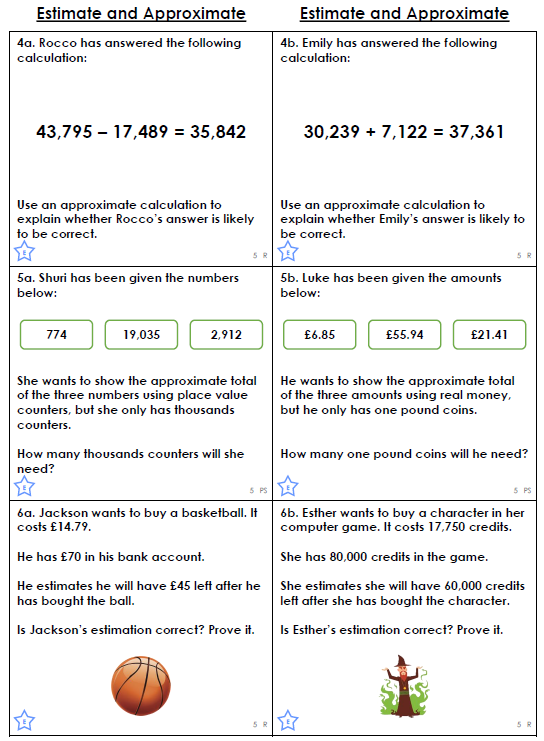 Estimate and Approximate
4a. Rocco has answered the following
calculation:
43,795 – 17,489 = 35,842
Use an approximate calculation to
explain whether Rocco's answer is likely
to be correct.
E
5 R
Estimate and Approximate
4b. Emily has answered the following
calculation:
30,239 + 7,122 = 37,361
Use an approximate calculation to
explain whether Emily's answer is likely to
be correct.
E
5 R
5a. Shuri has been given the numbers
below:
774
19,035
2,912
She wants to show the approximate total
of the three numbers using place value
counters, but she only has thousands
counters.
How many thousands counters will she
need?
E
5 PS
5b. Luke has been given the amounts
below:
£6.85
£55.94
£21.41
He wants to show the approximate total
of the three amounts using real money,
but he only has one pound coins.
How many one pound coins will he need?
E
5 PS
6a. Jackson wants to buy a basketball. It
costs £14.79.
He has £70 in his bank account.
He estimates he will have £45 left after he
has bought the ball.
Is Jackson's estimation correct? Prove it.
E
5 R
6b. Esther wants to buy a character in her
computer game. It costs 17,750 credits.
She has 80,000 credits in the game.
She estimates she will have 60,000 credits
left after she has bought the character.
Is Esther's estimation correct? Prove it.
E
5 R